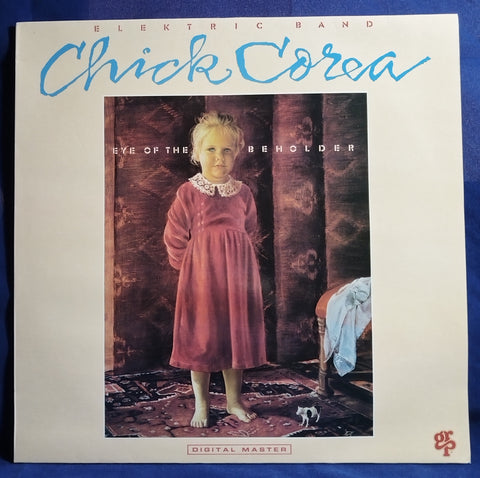 ELEKTRIC BAND
Chick Corea
EYE OF THE BEHOLDER
DIGITAL MASTER
grp